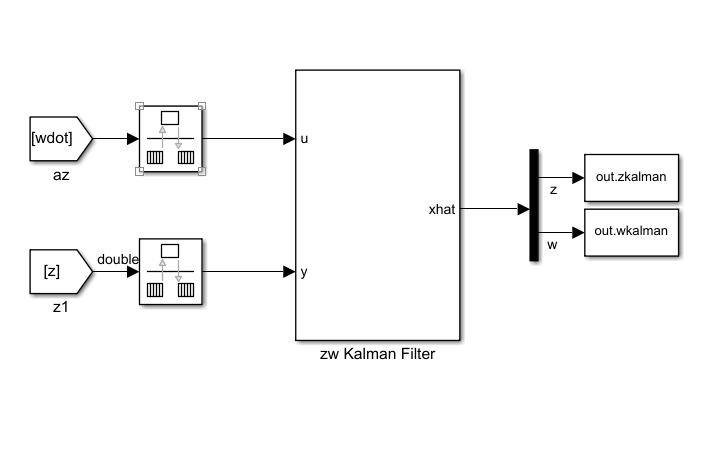 [wdot]
az
u
out.zkalman
z
xhat
out.wkalman
w
double
[z]
z1
y
zw Kalman Filter